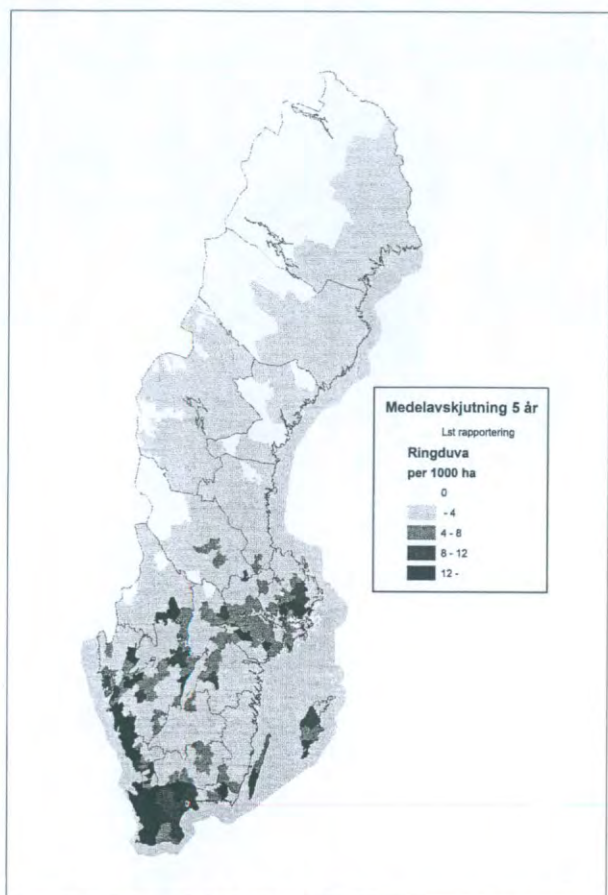 Medelavskjutning 5 år
Lst rapportering
Ringduva
per 1000 ha
0
- 4
4 - 8
8 - 12
12 -